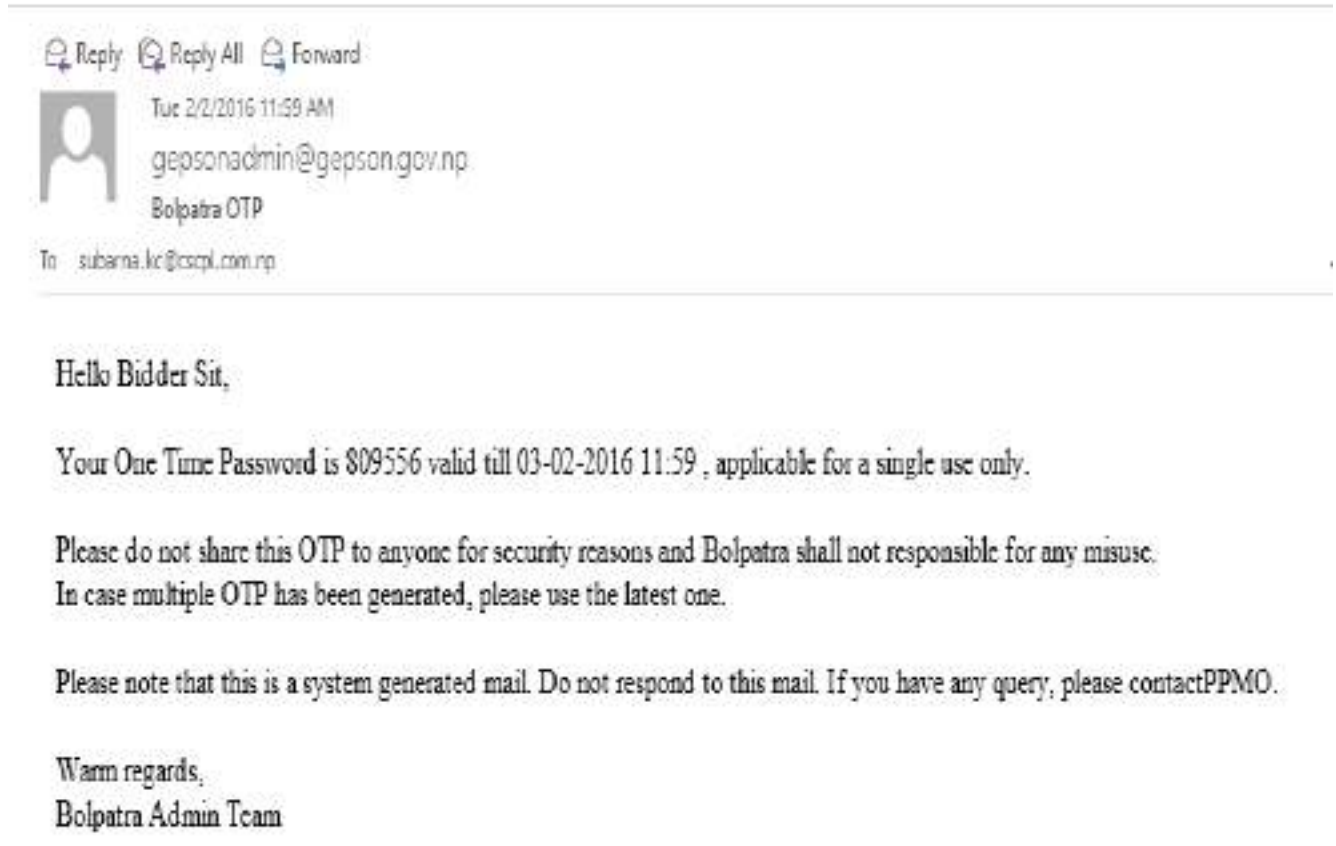 Reply Reply All Forward
Tue 2/2/2016 11:59 AM
gepsonadmin@gepson.gov.np
Bolpatra OTP
To subarna.kc@cscpl.com.np
Hello Bidder Sit,
Your One Time Password is 809556 valid till 03-02-2016 11:59 , applicable for a single use only.
Please do not share this OTP to anyone for security reasons and Bolpatra shall not responsible for any misuse.
In case multiple OTP has been generated, please use the latest one.
Please note that this is a system generated mail. Do not respond to this mail. If you have any query, please contactPPMO.
Warm regards,
Bolpatra Admin Team